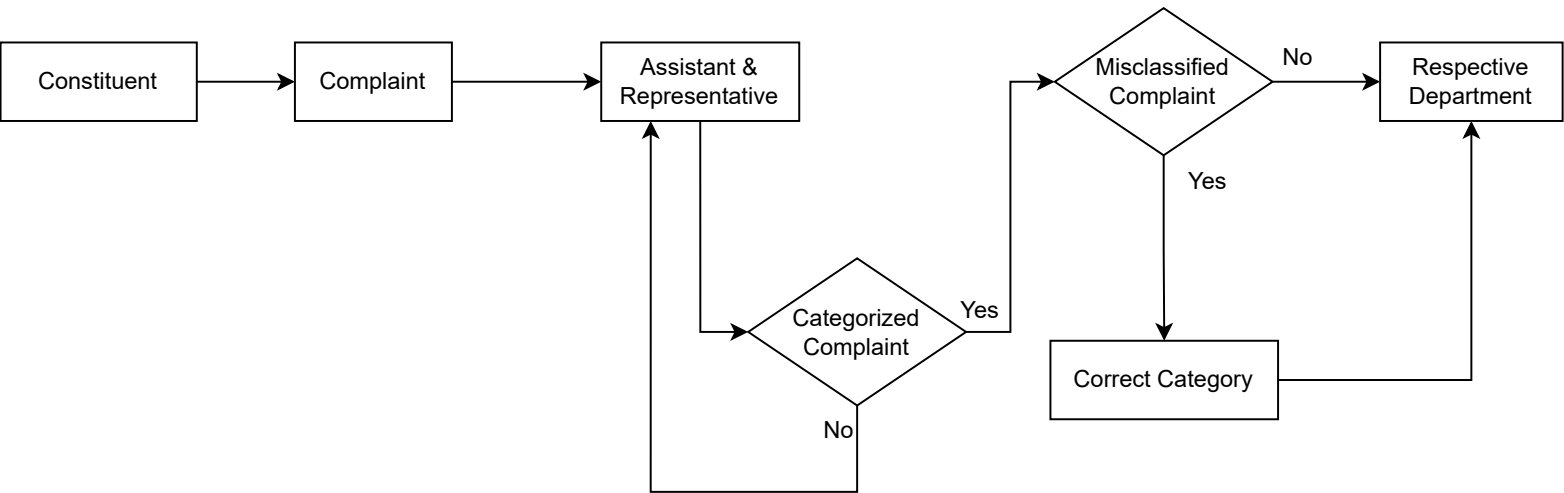 Constituent
Complaint
Assistant &
Representative
Categorized
Complaint
Yes
No
Misclassified
Complaint
No
Yes
Respective
Department
Correct Category